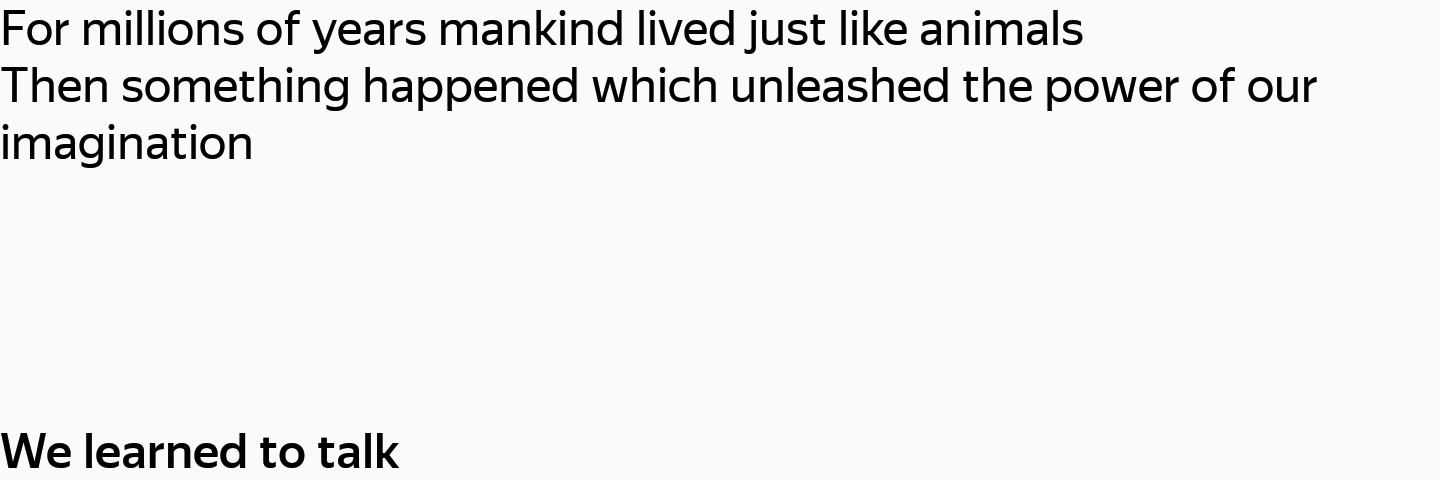 For millions of years mankind lived just like animals
Then something happened which unleashed the power of our
imagination
We learned to talk